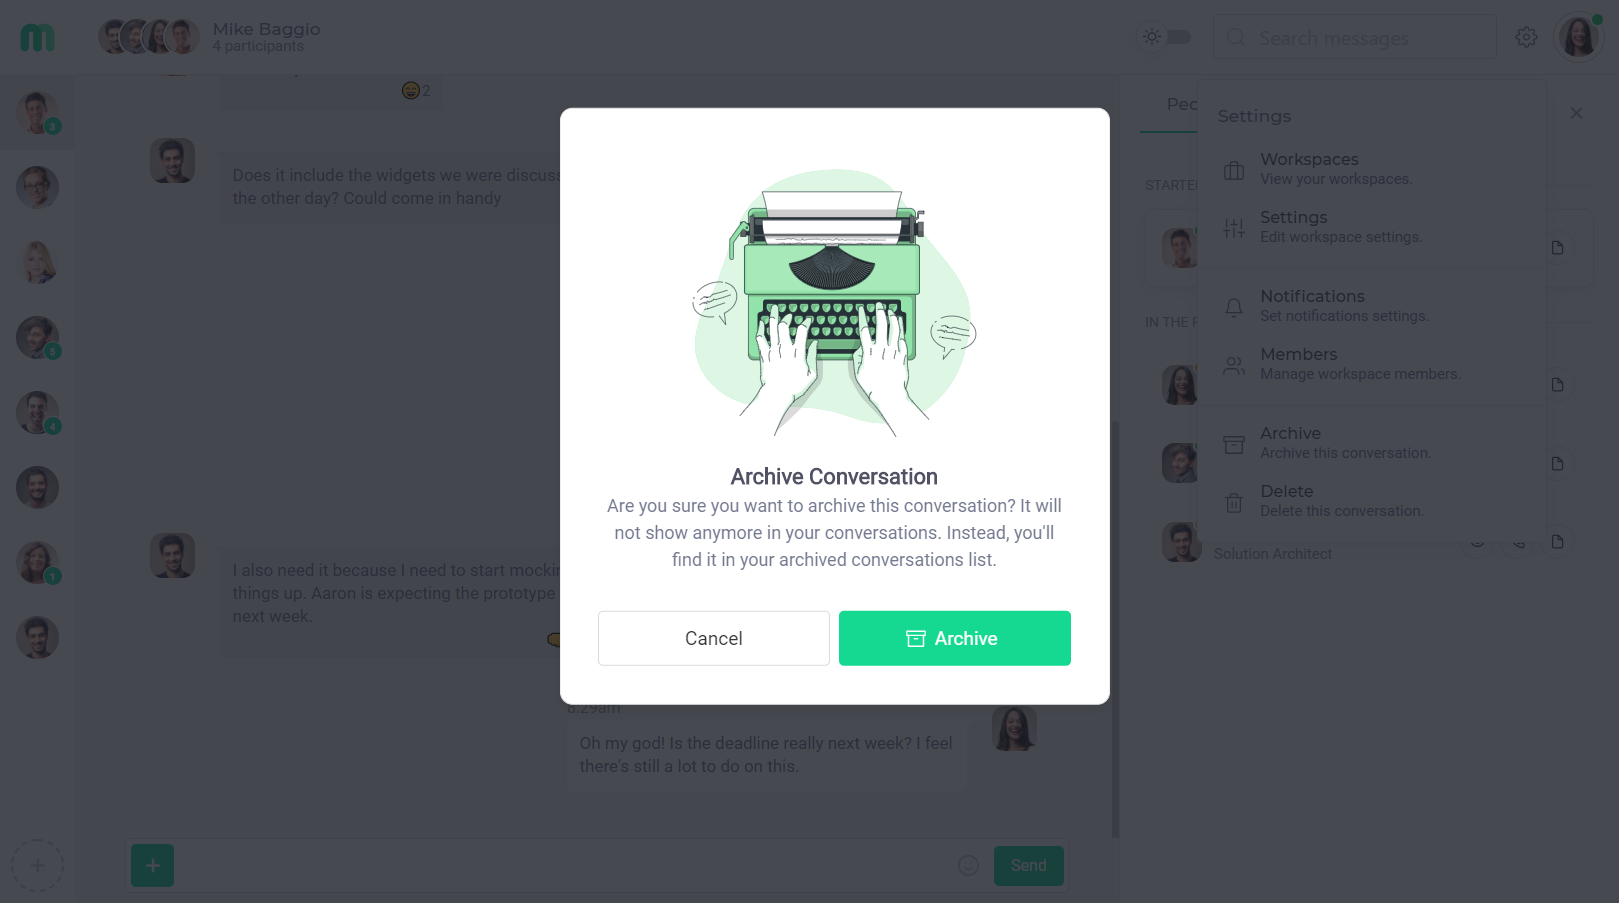 m
Mike Baggio
4 participants
Search messages
2
3
5
4
1
Does it include the widgets we were discuss
the other day? Could come in handy
I also need it because I need to start mockin
things up. Aaron is expecting the prototype
next week.
8:29am
Oh my god! Is the deadline really next week? I feel
there's still a lot to do on this.
Send
Archive Conversation
Are you sure you want to archive this conversation? It will
not show anymore in your conversations. Instead, you'll
find it in your archived conversations list.
Cancel
Archive
Peo
STARTE
IN THE
Solution Architect
Settings
Workspaces
View your workspaces.
Settings
Edit workspace settings.
Notifications
Set notifications settings.
Members
Manage workspace members.
Archive
Archive this conversation.
Delete
Delete this conversation.